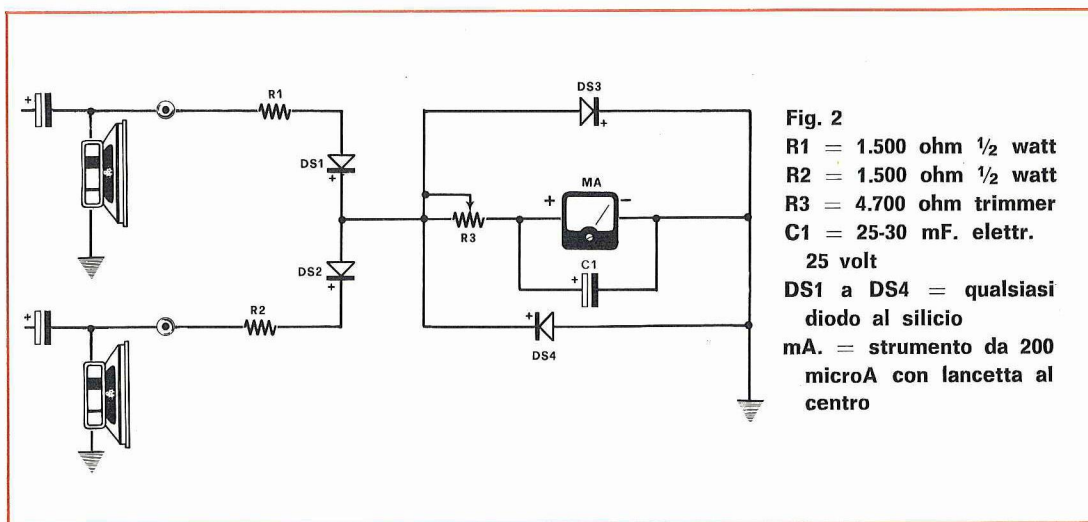 +
R1
DS1
+
DS2
+
+
R2
DS3
+
+
MA
-
R3
C1
+
+
DS4
Fig. 2
R1 = 1.500 ohm ½ watt
R2 = 1.500 ohm ½ watt
R3 = 4.700 ohm trimmer
C1 = 25-30 mF. elettr.
25 volt
DS1 a DS4 = qualsiasi
diodo al silicio
mA. = strumento da 200
microA con lancetta al
centro